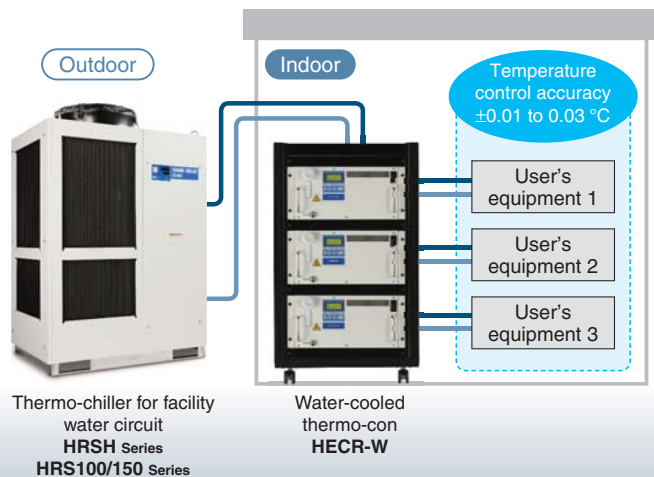 Outdoor
Indoor
Temperature
control accuracy
±0.01 to 0.03 °C
User's
equipment 1
User's
equipment 2
User's
equipment 3
Thermo-chiller for facility
water circuit
HRSH Series
HRS100/150 Series
Water-cooled
thermo-con
HECR-W